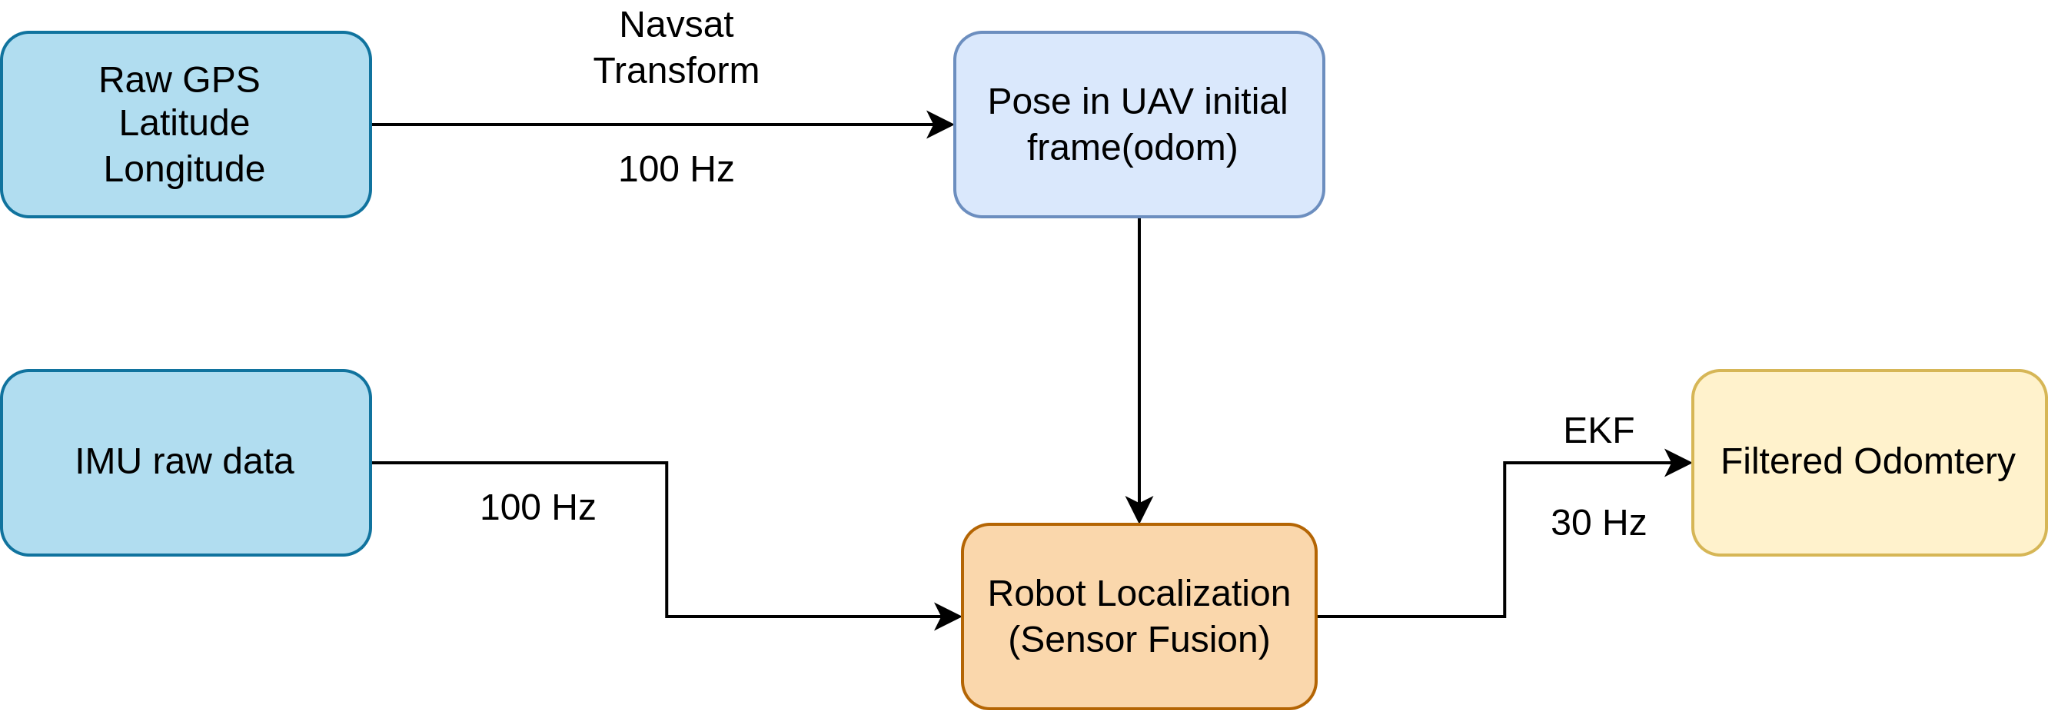 Raw GPS
Latitude
Longitude
Navsat
Transform
100 Hz
Pose in UAV initial
frame(odom)
IMU raw data
100 Hz
Robot Localization
(Sensor Fusion)
EKF
30 Hz
Filtered Odomtery